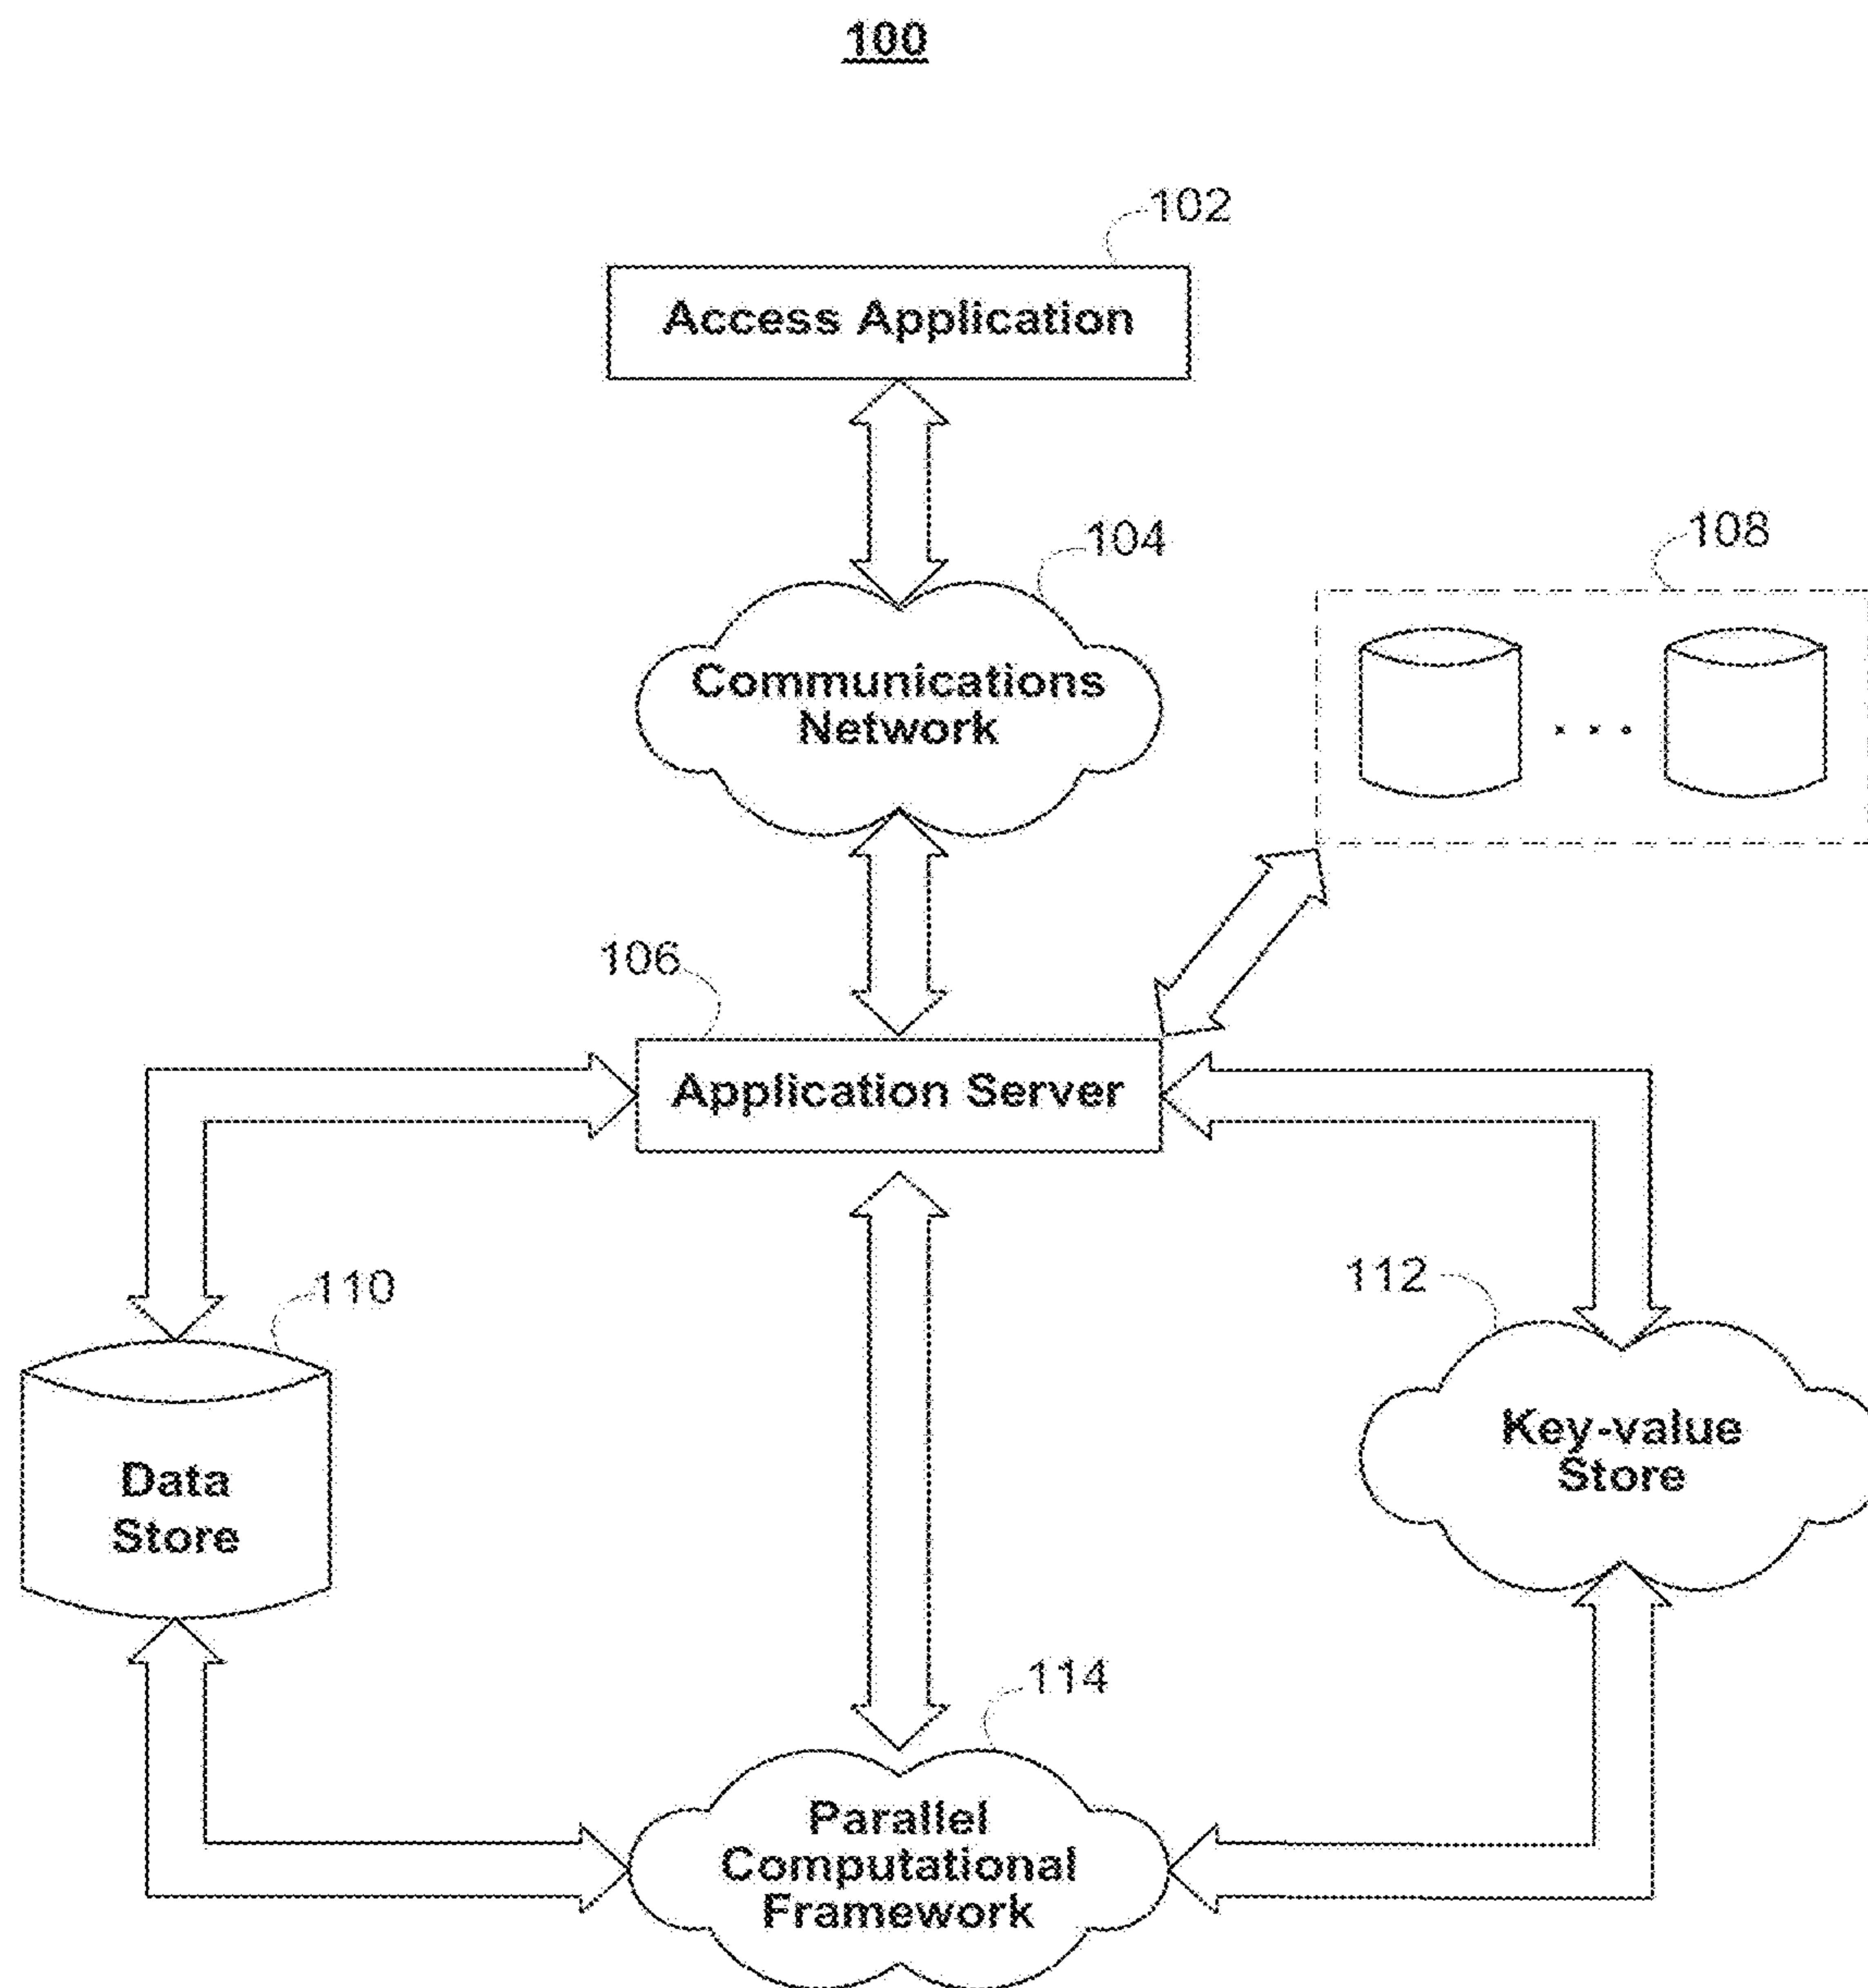 100
102
Access Application
104
108
Communications
Network
. . .
106
Application Server
110
112
Data
Store
Key-value
Store
114
Parallel
Computational
Framework